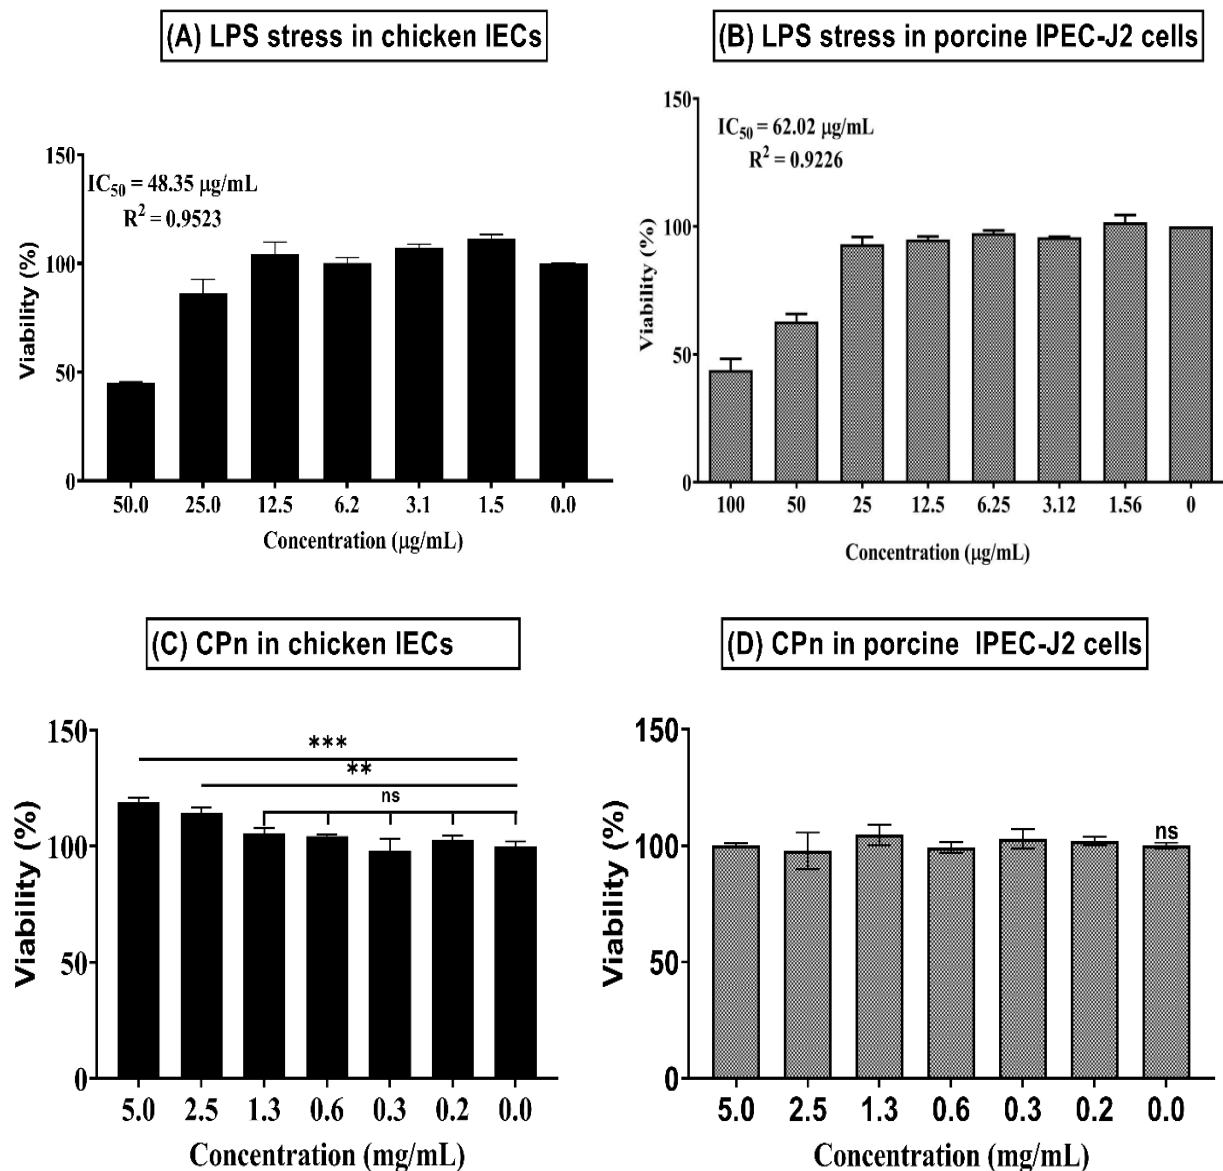 (A) LPS stress in chicken IECs
IC50 = 48.35 µg/mL
R2 = 0.9523
Viability (%)
150
100
50
0
50.0 25.0 12.5 6.2 3.1 1.5 0.0
Concentration (µg/mL)
(B) LPS stress in porcine IPEC-J2 cells
IC50 = 62.02 µg/mL
R2 = 0.9226
Viability (%)
150
100
50
0
100 50 25 12.5 6.25 3.12 1.56 0
Concentration (µg/mL)
(C) CPn in chicken IECs
Viability (%)
150
100
50
0
***
**
ns
5.0 2.5 1.3 0.6 0.3 0.2 0.0
Concentration (mg/mL)
(D) CPn in porcine IPEC-J2 cells
Viability (%)
150
100
50
0
ns
5.0 2.5 1.3 0.6 0.3 0.2 0.0
Concentration (mg/mL)